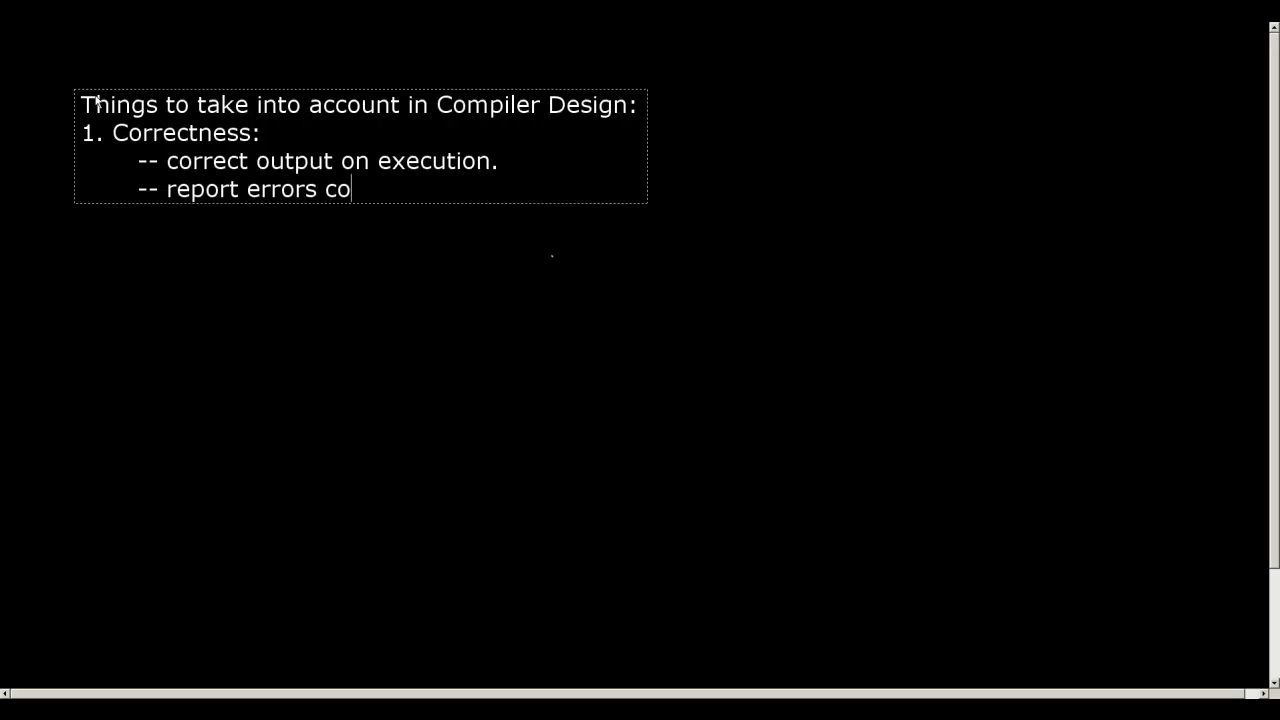 Things to take into account in Compiler Design:
1. Correctness:
-- correct output on execution.
-- report errors co